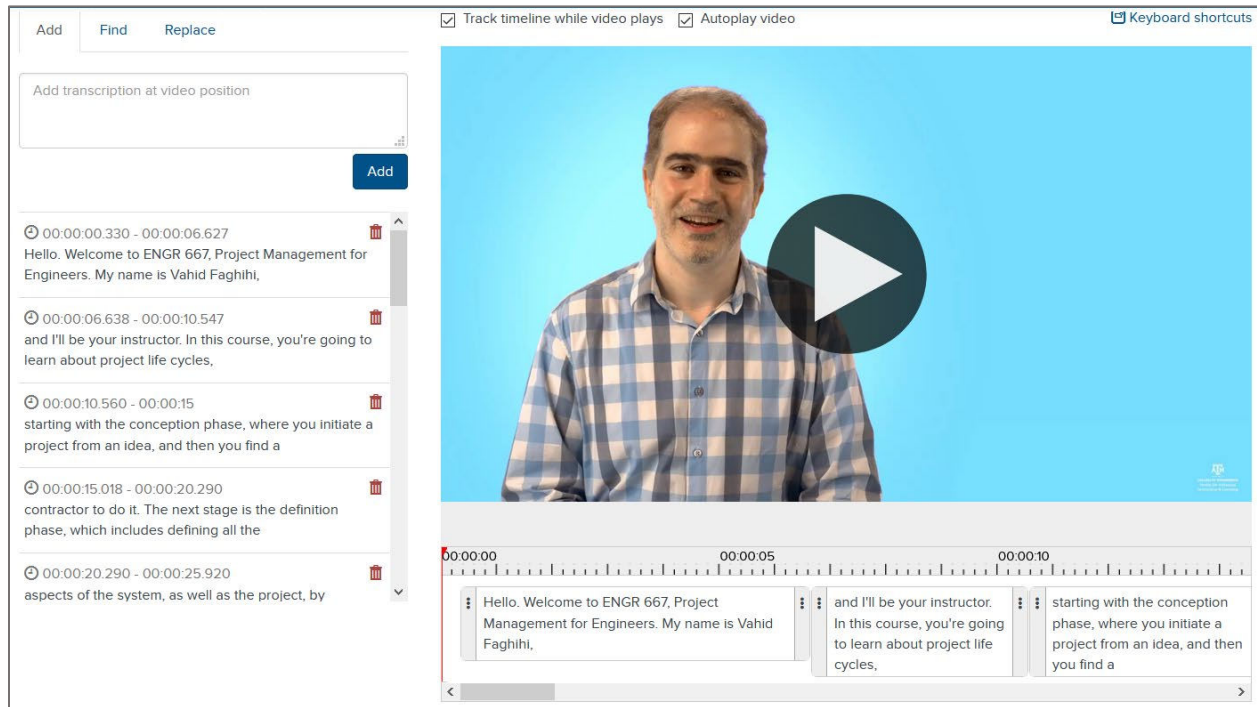 Add Find Replace
Add transcription at video position
Add
00:00:00.330 - 00:00:06.627
Hello. Welcome to ENGR 667, Project Management for
Engineers. My name is Vahid Faghihi,
00:00:06.638 - 00:00:10.547
and I'll be your instructor. In this course, you're going to
learn about project life cycles,
00:00:10.560 - 00:00:15
starting with the conception phase, where you initiate a
project from an idea, and then you find a
00:00:15.018 - 00:00:20.290
contractor to do it. The next stage is the definition
phase, which includes defining all the
00:00:20.290 - 00:00:25.920
aspects of the system, as well as the project, by
Track timeline while video plays Autoplay video
Keyboard shortcuts
00:00:00 00:00:05 00:00:10
Hello. Welcome to ENGR 667, Project
Management for Engineers. My name is Vahid
Faghihi,
and I'll be your instructor.
In this course, you're going
to learn about project life
cycles,
starting with the conception
phase, where you initiate a
project from an idea, and then
you find a